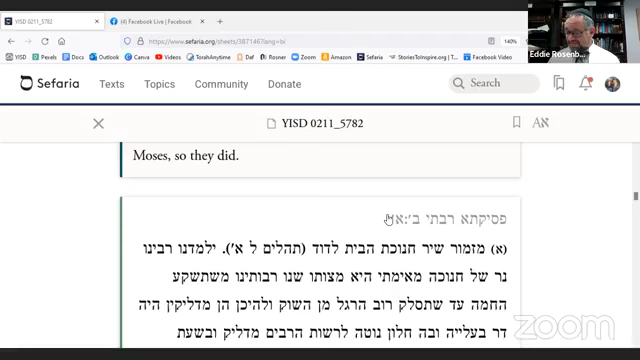 YISD 0211_5782
(4) Facebook Live | Facebook
https://www.sefaria.org/sheets/387146?lang=bi
140%
Eddie Rosenb...
YISD
Pexels
Dropbox
TorahAnytime
Daf
Rosner
Zoom
Amazon
Sefaria
StoriesToInspire.org
Facebook Video
Sefaria
Texts
Topics
Community
Donate
Search
YISD 0211_5782
Moses, so they did.
פסיקתא רבתי ב׳:א׳
(א) מזמור שיר חנוכת הבית לדוד (תהלים ל א׳). ילמדנו רבינו
נר של חנוכה מאימתי היא מצותו שנו רבותינו משתשקע
החמה עד שתסלק רוב הרגל מן השוק ולהיכן הן מדליקין היה
דר בעלייה ובה חלון נוטה לרשות הרבים מדליק ובשעת
zoom